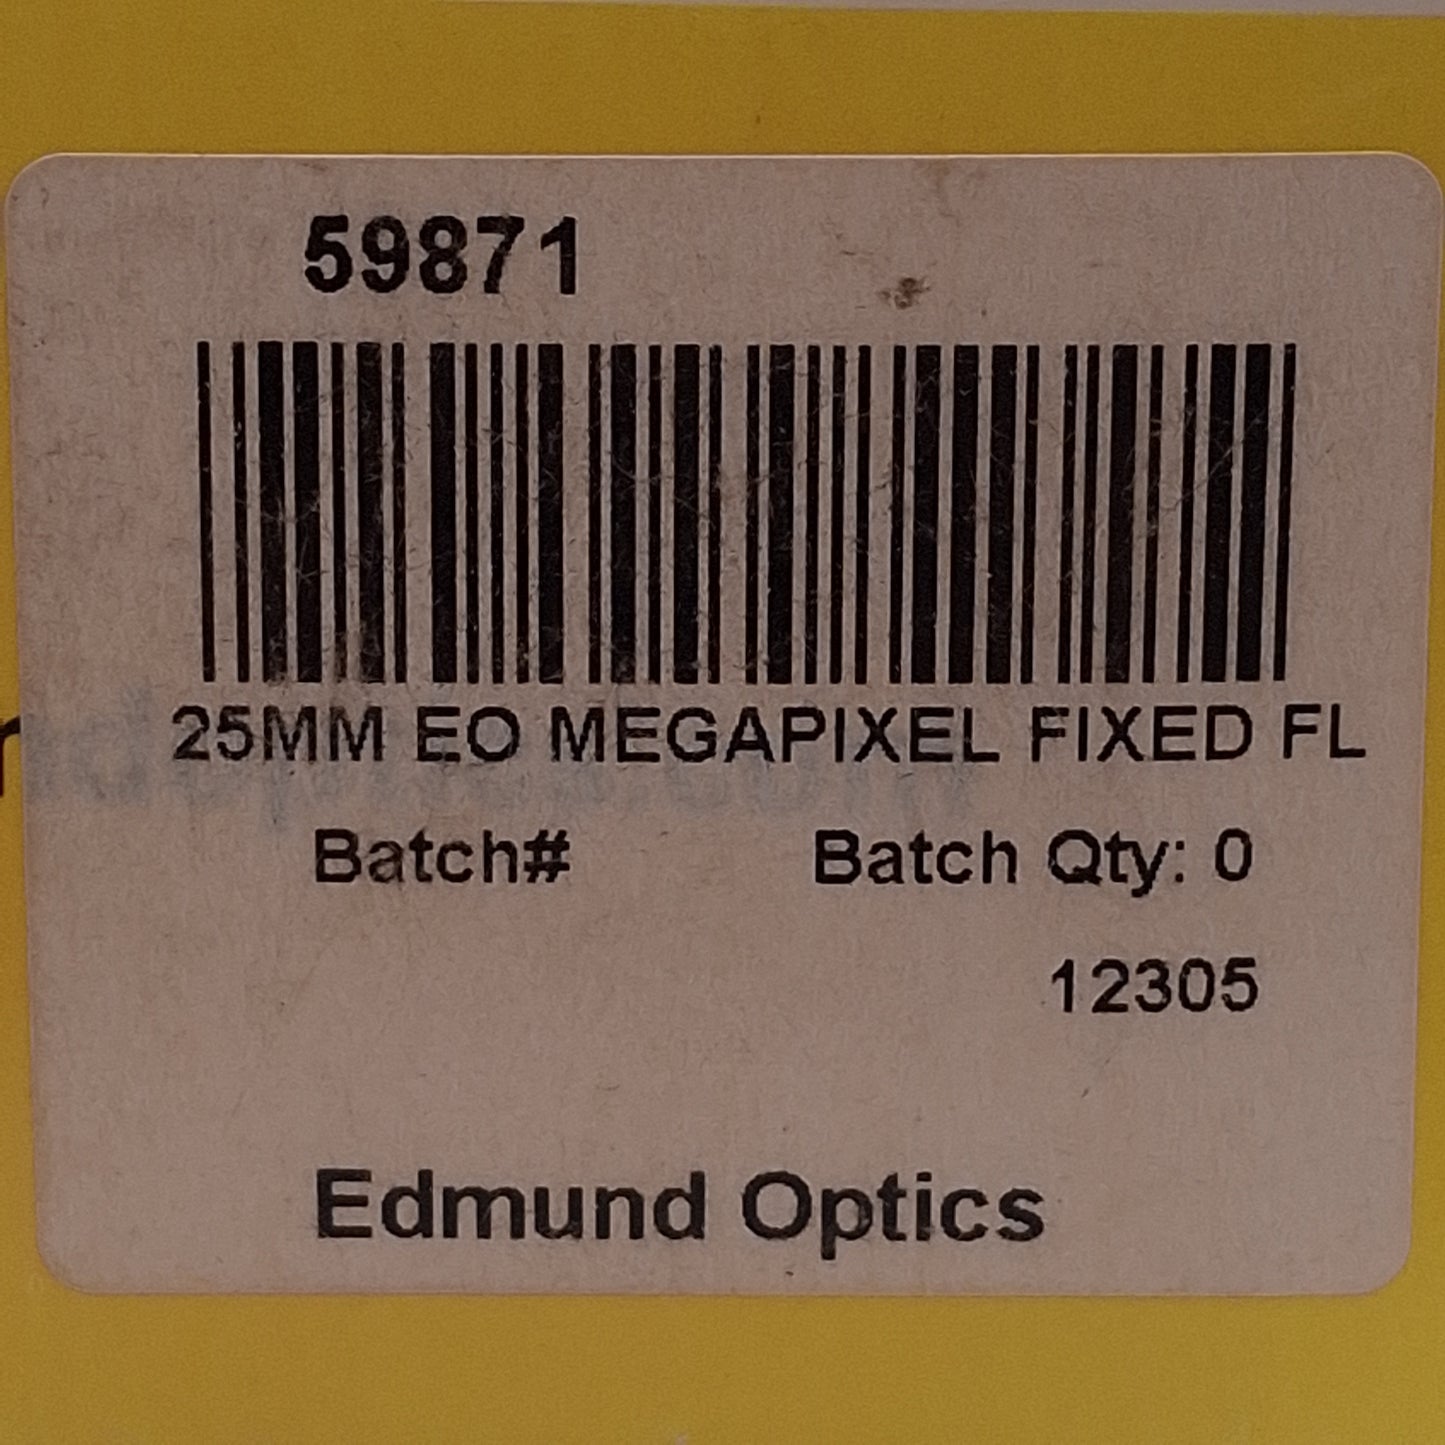 59871
25MM EO MEGAPIXEL FIXED FL
Batch# Batch Qty: 0
12305
Edmund Optics